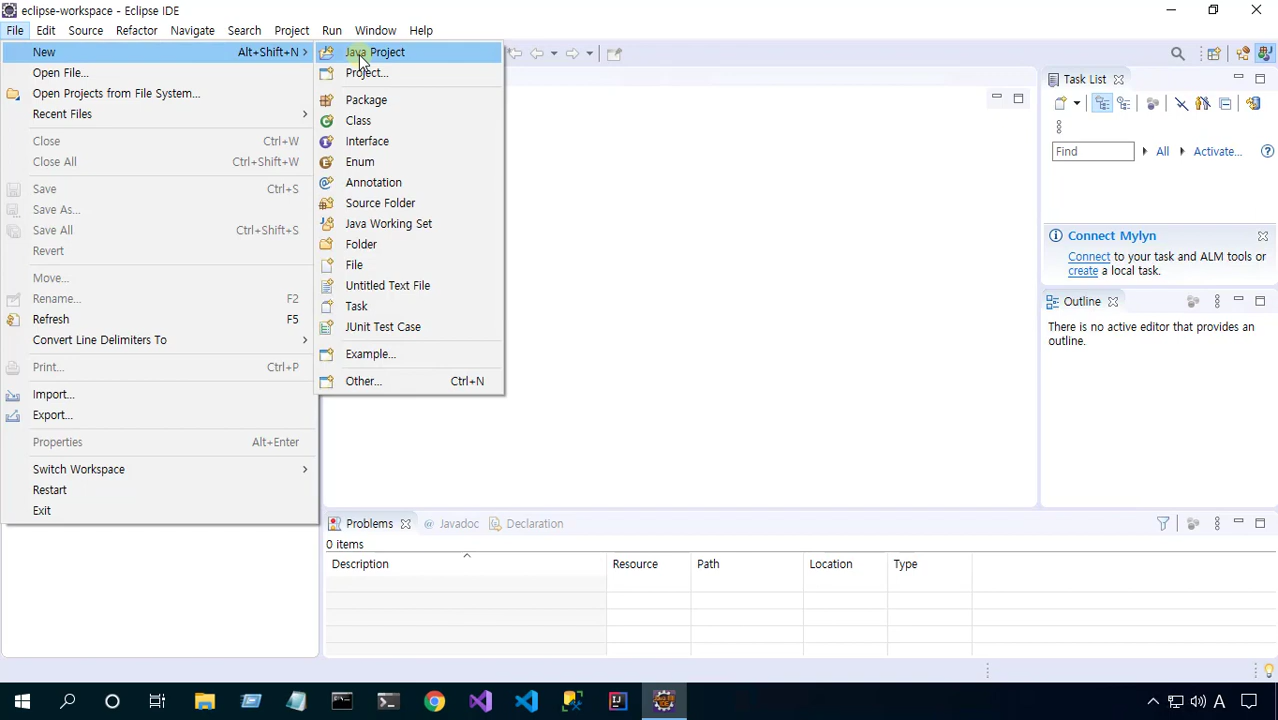 eclipse-workspace - Eclipse IDE
File Edit Source Refactor Navigate Search Project Run Window Help
New Alt+Shift+N
Open File...
Open Projects from File System...
Recent Files
Close Ctrl+W
Close All Ctrl+Shift+W
Save Ctrl+S
Save As...
Save All Ctrl+Shift+S
Revert
Move...
Rename... F2
Refresh F5
Convert Line Delimiters To
Print... Ctrl+P
Import...
Export...
Properties Alt+Enter
Switch Workspace
Restart
Exit
Java Project
Project...
Package
Class
Interface
Enum
Annotation
Source Folder
Java Working Set
Folder
File
Untitled Text File
Task
JUnit Test Case
Example...
Other... Ctrl+N
Task List
Find All Activate...
Connect Mylyn
Connect to your task and ALM tools or
create a local task.
Outline
There is no active editor that provides an
outline.
Problems Javadoc Declaration
0 items
Description Resource Path Location Type
A